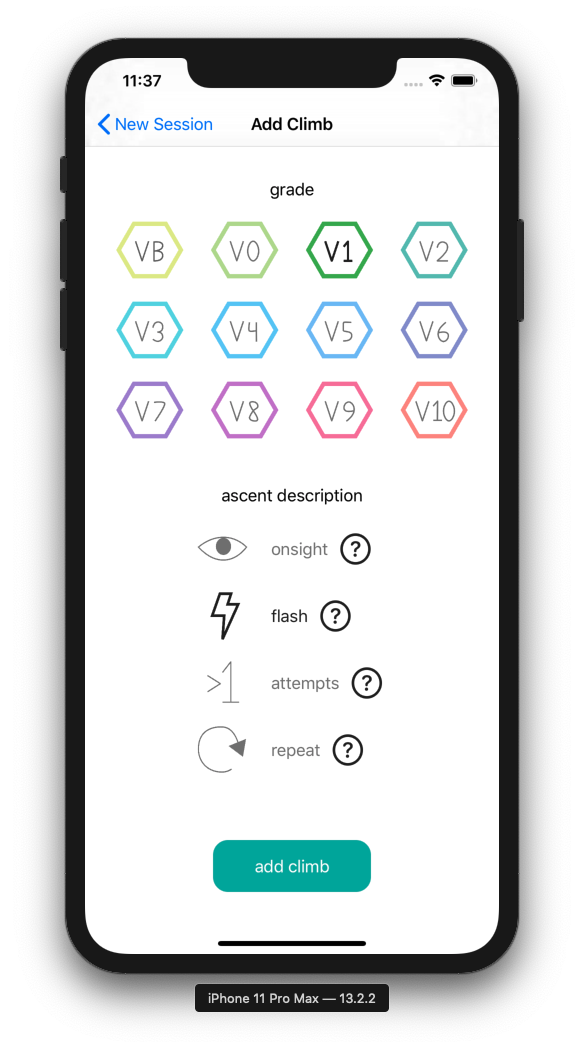 11:37
New Session Add Climb
grade
VB V0 V1 V2
V3 V4 V5 V6
V7 V8 V9 V10
ascent description
onsight ?
flash ?
>1 attempts ?
repeat ?
add climb
iPhone 11 Pro Max — 13.2.2